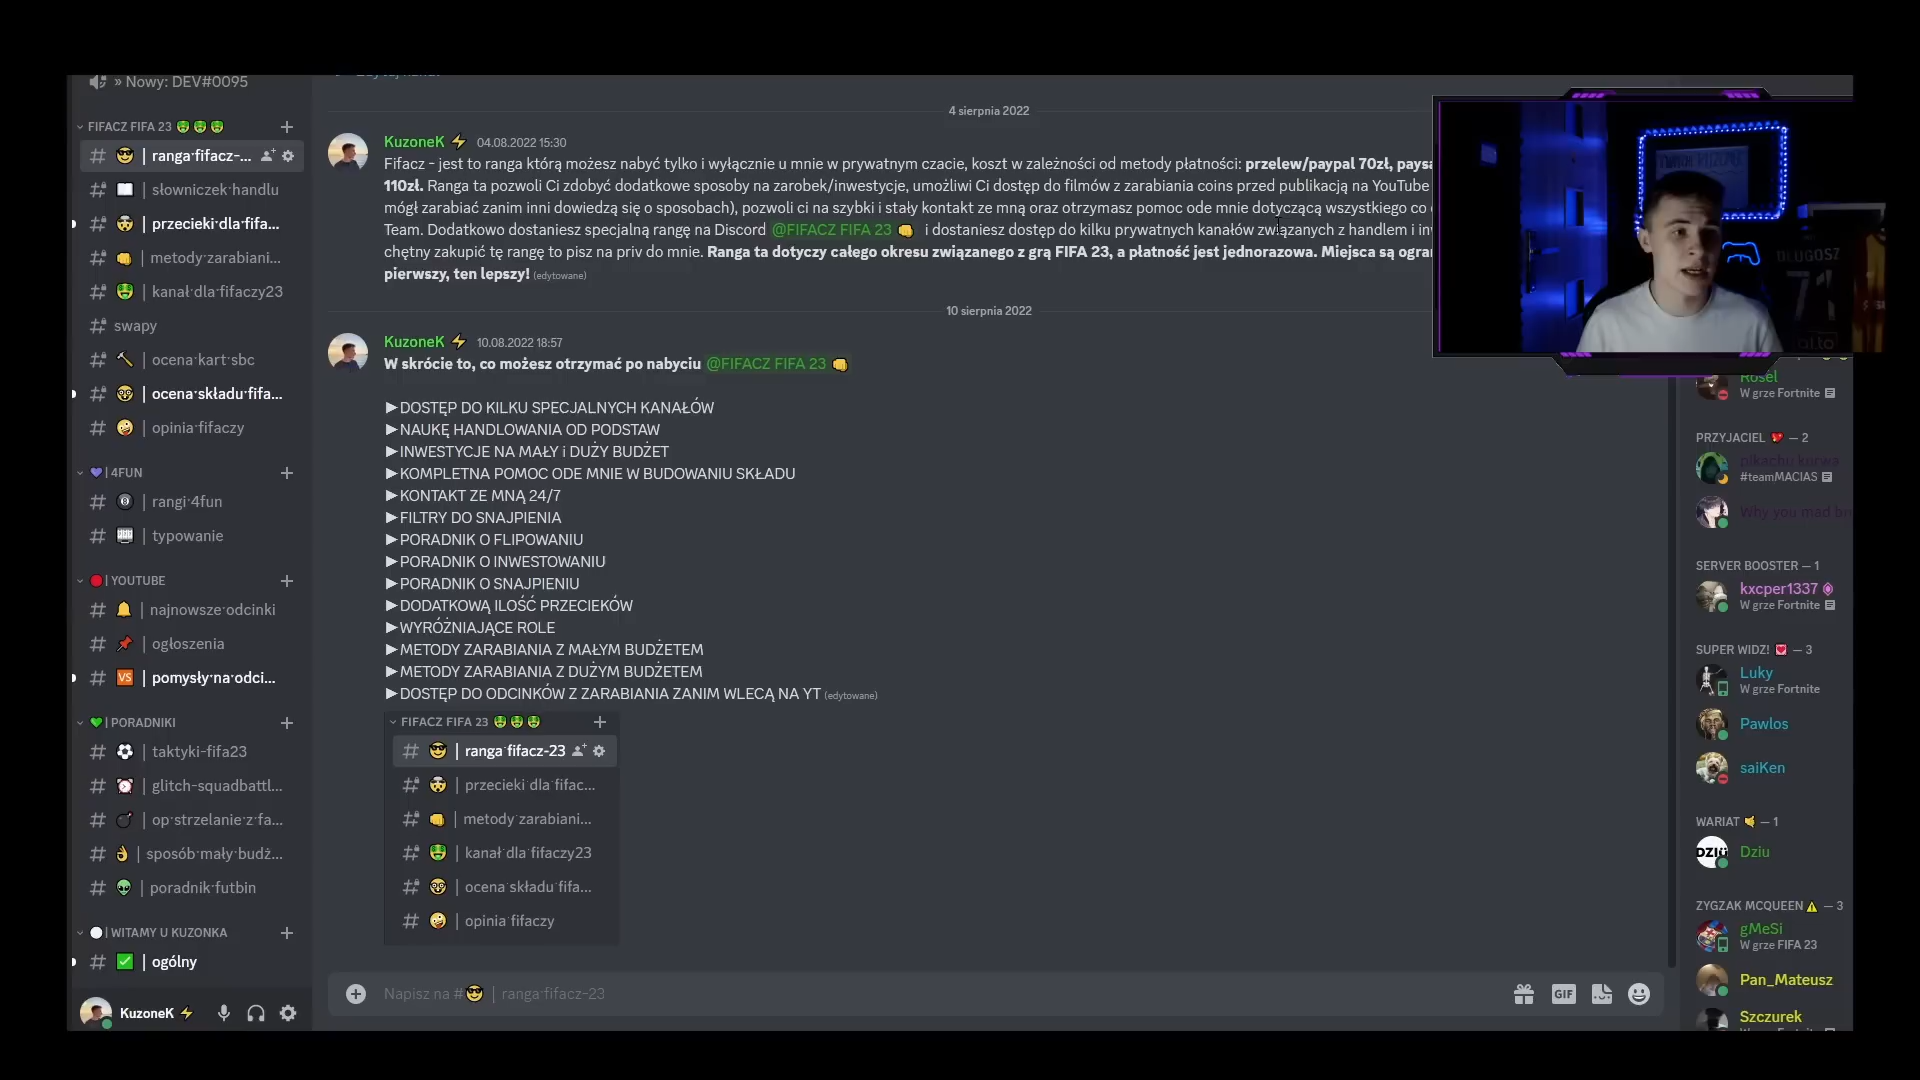 » Nowy: DEV#0095
FIFACZ FIFA 23
ranga·fifacz-...
słowniczek handlu
przecieki·dla·fifa...
metody·zarabiani...
kanał·dla·fifaczy23
swapy
ocena·kart·sbc
ocena·składu·fifa...
opinia·fifaczy
| 4FUN
rangi·4fun
typowanie
| YOUTUBE
najnowsze·odcinki
ogłoszenia
VS | pomysły·na·odci...
| PORADNIKI
taktyki-fifa23
glitch-squadbattl...
op·strzelanie·z·fa...
sposób·mały·budż...
poradnik·futbin
| WITAMY U KUZONKA
ogólny
KuzoneK
4 sierpnia 2022
KuzoneK 04.08.2022 15:30
Fifacz - jest to ranga którą możesz nabyć tylko i wyłącznie u mnie w prywatnym czacie, koszt w zależności od metody płatności: przelew/paypal 70zł, paysa
110zł. Ranga ta pozwoli Ci zdobyć dodatkowe sposoby na zarobek/inwestycje, umożliwi Ci dostęp do filmów z zarabiania coins przed publikacją na YouTube
mógł zarabiać zanim inni dowiedzą się o sposobach), pozwoli ci na szybki i stały kontakt ze mną oraz otrzymasz pomoc ode mnie dotyczącą wszystkiego co
Team. Dodatkowo dostaniesz specjalną rangę na Discord @FIFACZ FIFA 23 i dostaniesz dostęp do kilku prywatnych kanałów związanych z handlem i in
chętny zakupić tę rangę to pisz na priv do mnie. Ranga ta dotyczy całego okresu związanego z grą FIFA 23, a płatność jest jednorazowa. Miejsca są ogra
pierwszy, ten lepszy! (edytowane)
10 sierpnia 2022
KuzoneK 10.08.2022 18:57
W skrócie to, co możesz otrzymać po nabyciu @FIFACZ FIFA 23
►DOSTĘP DO KILKU SPECJALNYCH KANAŁÓW
►NAUKĘ HANDLOWANIA OD PODSTAW
►INWESTYCJE NA MAŁY i DUŻY BUDŻET
►KOMPLETNA POMOC ODE MNIE W BUDOWANIU SKŁADU
►KONTAKT ZE MNĄ 24/7
►FILTRY DO SNAJPIENIA
►PORADNIK O FLIPOWANIU
►PORADNIK O INWESTOWANIU
►PORADNIK O SNAJPIENIU
►DODATKOWĄ ILOŚĆ PRZECIEKÓW
►WYRÓŻNIAJĄCE ROLE
►METODY ZARABIANIA Z MAŁYM BUDŻETEM
►METODY ZARABIANIA Z DUŻYM BUDŻETEM
►DOSTĘP DO ODCINKÓW Z ZARABIANIA ZANIM WLECĄ NA YT (edytowane)
FIFACZ FIFA 23
ranga·fifacz-23
przecieki·dla·fifac...
metody·zarabiani...
kanał·dla·fifaczy23
ocena·składu·fifa...
opinia·fifaczy
Napisz na # | ranga·fifacz-23
GIF
DŁUGOSZ
71
Rosel
W grze Fortnite
PRZYJACIEL — 2
pikachu kurwa
#teamMACIAS
Why you mad br
SERVER BOOSTER — 1
kxcper1337
W grze Fortnite
SUPER WIDZ! — 3
Luky
W grze Fortnite
Pawlos
saiKen
WARIAT — 1
DZIU
Dziu
ZYGZAK MCQUEEN — 3
gMeSi
W grze FIFA 23
Pan_Mateusz
Szczurek